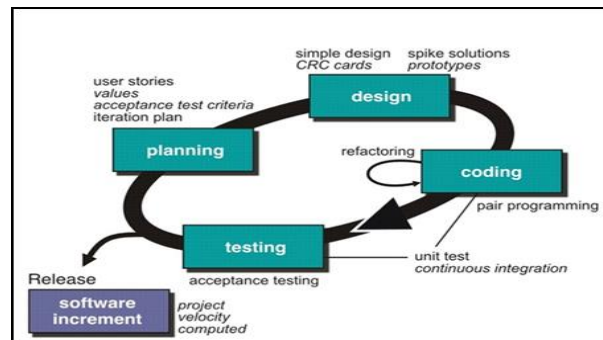 simple design
CRC cards
spike solutions
prototypes
design
user stories
values
acceptance test criteria
iteration plan
planning
refactoring
coding
pair programming
testing
unit test
continuous integration
acceptance testing
Release
software
increment
project
velocity
computed